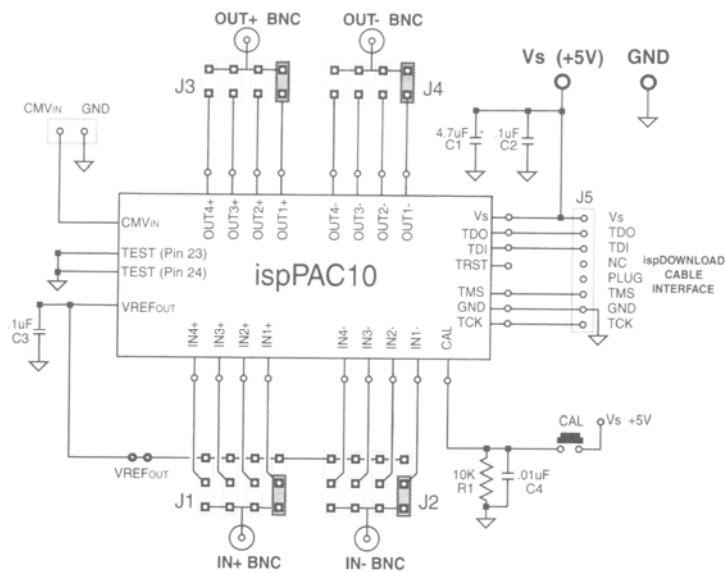 OUT+ BNC
OUT- BNC
Vs (+5V)
GND
J3
J4
CMVIN
GND
4.7uF
+
C1
.1uF
C2
J5
OUT4+
OUT3+
OUT2+
OUT1+
OUT4-
OUT3-
OUT2-
OUT1-
CMVIN
TEST (Pin 23)
TEST (Pin 24)
VREFOUT
ispPAC10
Vs
TDO
TDI
TRST
TMS
GND
TCK
Vs
TDO
TDI
NC
PLUG
TMS
GND
TCK
ispDOWNLOAD
CABLE
INTERFACE
.1uF
C3
IN4+
IN3+
IN2+
IN1+
IN4-
IN3-
IN2-
IN1-
CAL
CAL
Vs +5V
VREFOUT
10K
R1
.01uF
C4
J1
J2
IN+ BNC
IN- BNC